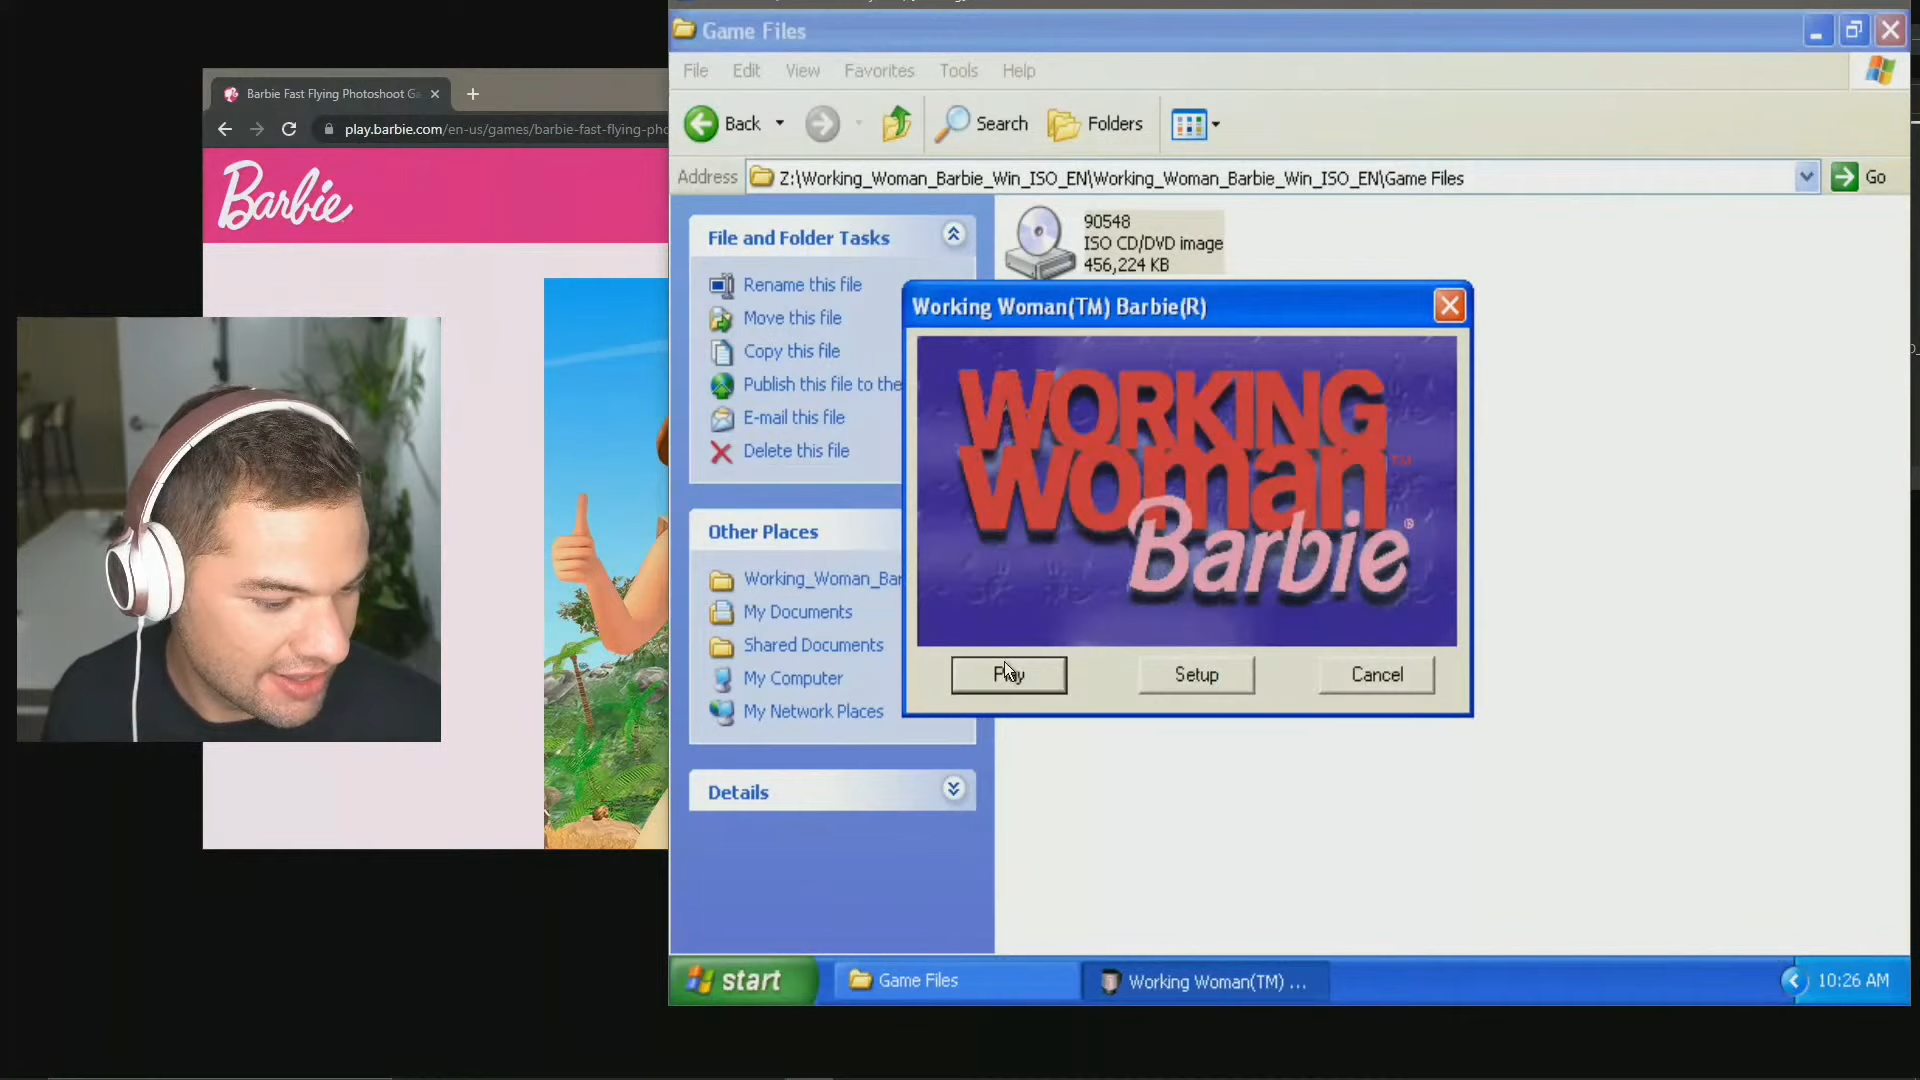 Barbie Fast Flying Photoshoot Ga
play.barbie.com/en-us/games/barbie-fast-flying-pho
Barbie
Game Files
File Edit View Favorites Tools Help
Back Search Folders
Address Z:\Working_Woman_Barbie_Win_ISO_EN\Working_Woman_Barbie_Win_ISO_EN\Game Files Go
File and Folder Tasks
Rename this file
Move this file
Copy this file
Publish this file to the
E-mail this file
Delete this file
Other Places
Working_Woman_Bar
My Documents
Shared Documents
My Computer
My Network Places
Details
90548
ISO CD/DVD image
456,224 KB
Working Woman(TM) Barbie(R)
WORKING
WOMAN™
Barbie®
Play Setup Cancel
start Game Files Working Woman(TM) ... 10:26 AM